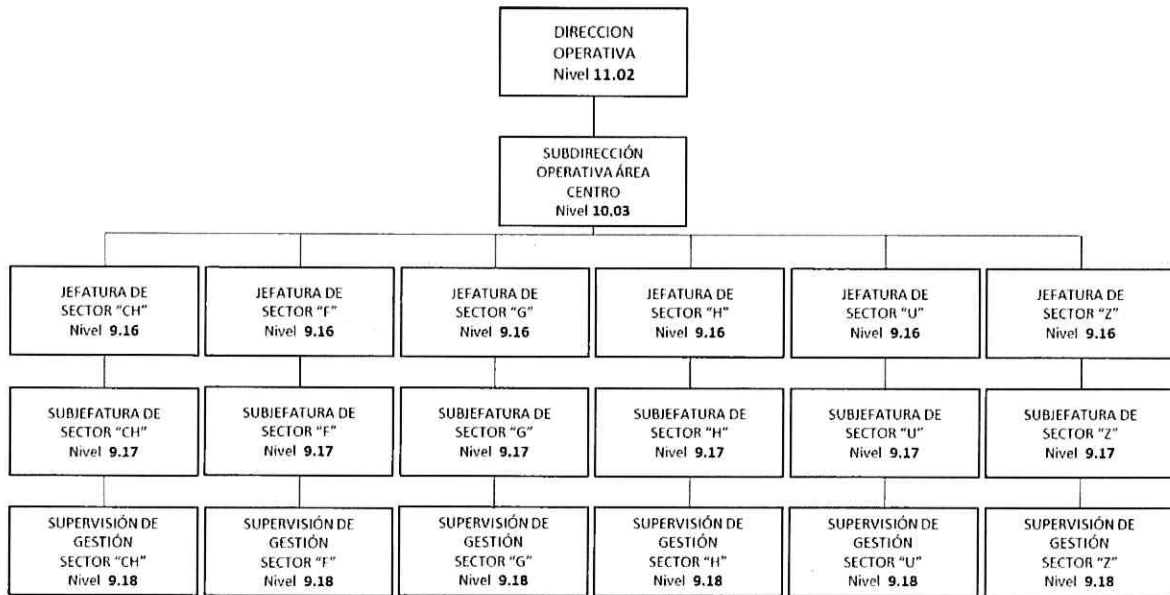 DIRECCION
OPERATIVA
Nivel 11.02
SUBDIRECCIÓN
OPERATIVA ÁREA
CENTRO
Nivel 10.03
JEFATURA DE
SECTOR "CH"
Nivel 9.16
JEFATURA DE
SECTOR "F"
Nivel 9.16
JEFATURA DE
SECTOR "G"
Nivel 9.16
JEFATURA DE
SECTOR "H"
Nivel 9.16
JEFATURA DE
SECTOR "U"
Nivel 9.16
JEFATURA DE
SECTOR "Z"
Nivel 9.16
SUBJEFATURA DE
SECTOR "CH"
Nivel 9.17
SUBJEFATURA DE
SECTOR "F"
Nivel 9.17
SUBJEFATURA DE
SECTOR "G"
Nivel 9.17
SUBJEFATURA DE
SECTOR "H"
Nivel 9.17
SUBJEFATURA DE
SECTOR "U"
Nivel 9.17
SUBJEFATURA DE
SECTOR "Z"
Nivel 9.17
SUPERVISIÓN DE
GESTIÓN
SECTOR "CH"
Nivel 9.18
SUPERVISIÓN DE
GESTIÓN
SECTOR "F"
Nivel 9.18
SUPERVISIÓN DE
GESTIÓN
SECTOR "G"
Nivel 9.18
SUPERVISIÓN DE
GESTIÓN
SECTOR "H"
Nivel 9.18
SUPERVISIÓN DE
GESTIÓN
SECTOR "U"
Nivel 9.18
SUPERVISIÓN DE
GESTIÓN
SECTOR "Z"
Nivel 9.18